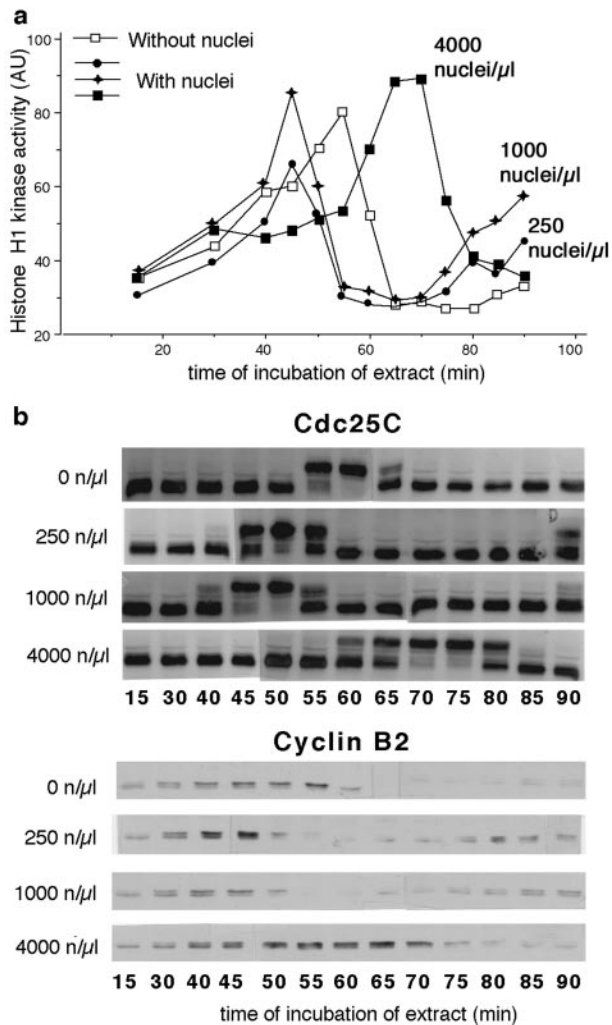 a
Histone H1 kinase activity (AU)
100
80
60
40
20
Without nuclei
With nuclei
4000
nuclei/µl
1000
nuclei/µl
250
nuclei/µl
20 40 60 80 100
time of incubation of extract (min)
b
Cdc25C
0 n/µl
250 n/µl
1000 n/µl
4000 n/µl
15 30 40 45 50 55 60 65 70 75 80 85 90
Cyclin B2
0 n/µl
250 n/µl
1000 n/µl
4000 n/µl
15 30 40 45 50 55 60 65 70 75 80 85 90
time of incubation of extract (min)